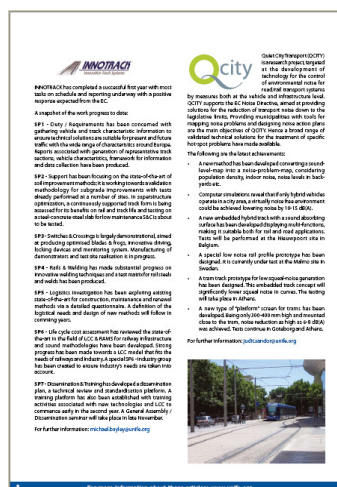 INNOTRACK
Innovative Track Systems
INNOTRACK has completed a successful first year with most
tasks on schedule and reporting underway with a positive
response expected from the EC.
A snapshot of the work progress to date:
SP1 - Duty / Requirements has been concerned with
gathering vehicle and track characteristic information to
ensure technical solutions are suitable for present and future
traffic with the wide range of characteristics around Europe.
Reports associated with generation of representative track
sections, vehicle characteristics, framework for information
and data collection have been produced.
SP2 - Support has been focusing on the state-of-the-art of
soil improvement methods; it is working towards a validation
methodology for subgrade improvements with tests
already performed at a number of sites. In superstructure
optimization, a continuously supported track form is being
assessed for its benefits on rail and track life and testing on
a steel-concrete-steel slab for low maintenance S&C is about
to be tested.
SP3 - Switches & Crossings is largely demonstrational, aimed
at producing optimised blades & frogs, innovative driving,
locking devices and monitoring system. Manufacturing of
demonstrators and test site realisation is in progress.
SP4 - Rails & Welding has made substantial progress on
innovative welding techniques and a test matrix for rail steels
and welds has been produced.
SP5 - Logistics investigation has been exploring existing
state-of-the-art for construction, maintenance and renewal
methods via a detailed questionnaire. A definition of the
logistical needs and design of new methods will follow in
comming years.
SP6 - Life cycle cost assessment has reviewed the state-of-
the-art in the field of LCC & RAMS for railway infrastructure
and sound methodologies have been developed. Strong
progress has been made towards a LCC model that fits the
needs of railways and industry. A special SP6 -industry group
has been created to ensure industry's needs are taken into
account.
SP7 - Dissemination & Training has developed a dissemination
plan, a technical review and standardisation platform. A
training platform has also been established with training
activities associated with new technologies and LCC to
commence early in the second year. A General Assembly /
Dissemination seminar will take place in late November.
For further information: michael.bayley@unife.org
Qcity
Quiet City Transport (QCITY)
is a research project, targeted
at the development of
technology for the control
of environmental noise for
road/rail transport systems
by measures both at the vehicle and infrastructure level.
QCITY supports the EC Noise Directive, aimed at providing
solutions for the reduction of transport noise down to the
legislative limits. Providing municipalities with tools for
mapping noise problems and designing noise action plans
are the main objectives of QCITY. Hence a broad range of
validated technical solutions for the treatment of specific
hot-spot problems have made available.
The following are the latest achievements:
• A new method has been developed converting a sound-
level-map into a noise-problem-map, considering
population density, indoor noise, noise levels in back-
yards etc.
• Computer simulations reveal that if only hybrid vehicles
operate in a city area, a virtually noise free environment
could be achieved lowering noise by 10-15 dB(A).
• A new embedded hybrid track with a sound absorbing
surface has been developed displaying multi-functions,
making it suitable both for rail and road applications.
Tests will be performed at the Nieuwpoort site in
Belgium.
• A special low noise rail profile prototype has been
designed. It is currently under test at the Malmo site in
Sweden.
• A tram track prototype for low squeal-noise generation
has been designed. This embedded track concept will
significantly lower squeal noise in curves. The testing
will take place in Athens.
• A new type of "platform" screen for trams has been
developed. Being only 300-400 mm high and mounted
close to the tram, noise reduction as high as 6-8 dB(A)
was achieved. Tests continue in Goteborg and Athens.
For further information: judit.sandor@unife.org